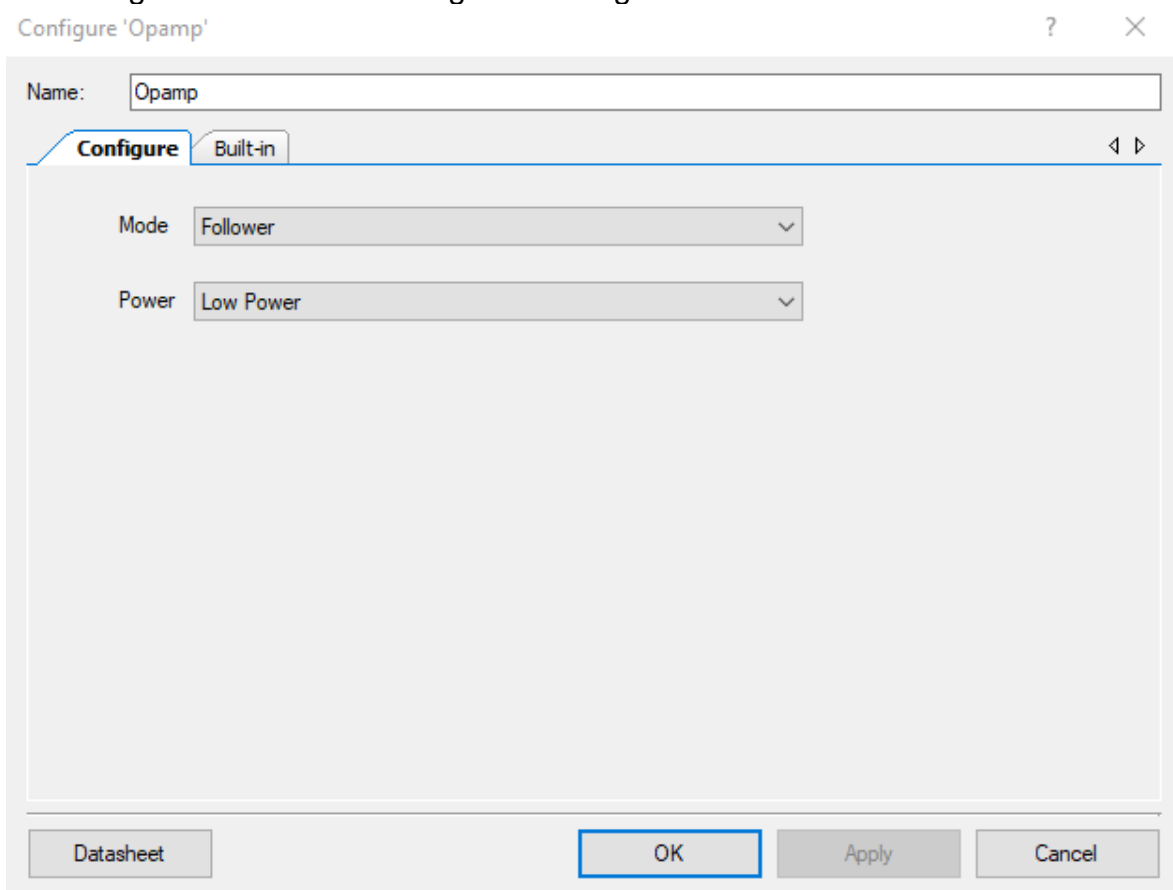 Configure 'Opamp' ?
Name: Opamp
Configure Built-in
Mode Follower
Power Low Power
Datasheet OK Apply Cancel